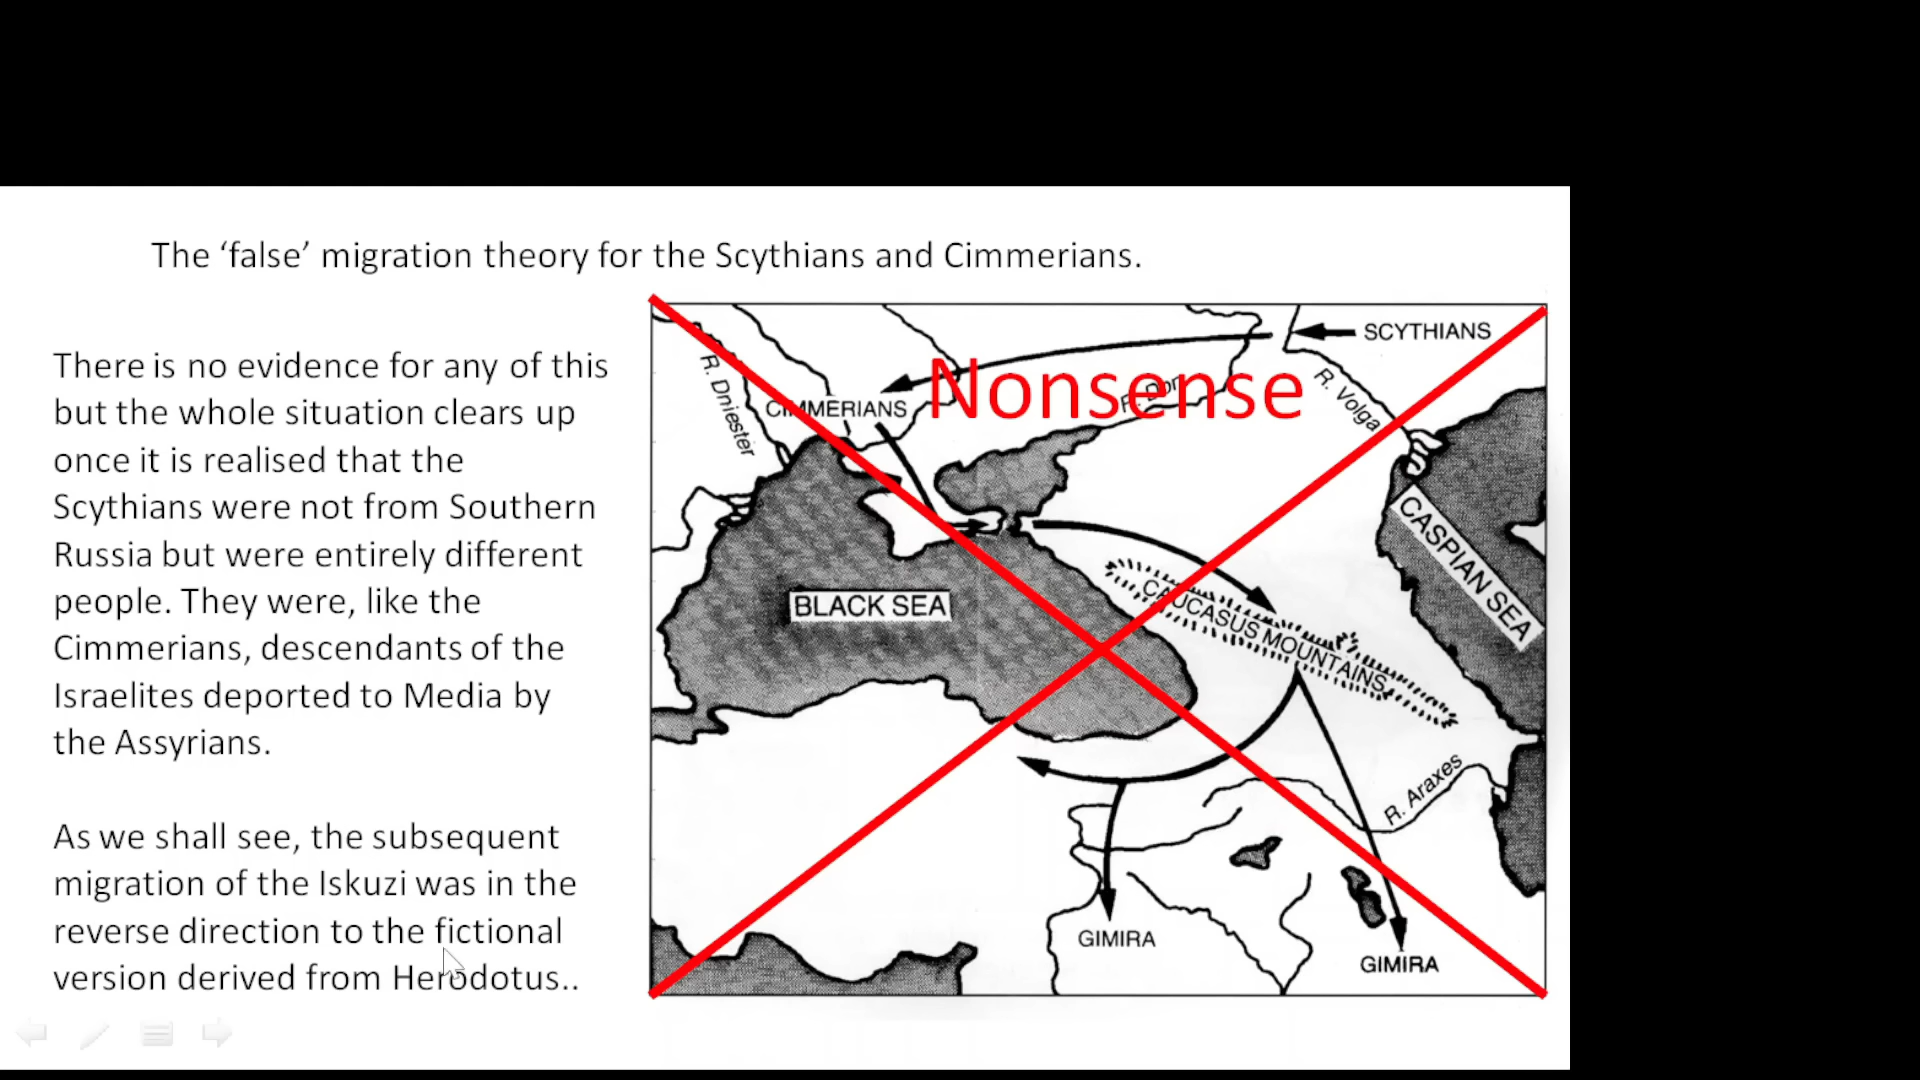 The ‘false’ migration theory for the Scythians and Cimmerians.
There is no evidence for any of this
but the whole situation clears up
once it is realised that the
Scythians were not from Southern
Russia but were entirely different
people. They were, like the
Cimmerians, descendants of the
Israelites deported to Media by
the Assyrians.
As we shall see, the subsequent
migration of the Iskuzi was in the
reverse direction to the fictional
version derived from Herodotus..
SCYTHIANS
Nonsense
R. Dniester
CIMMERIANS
R. Don
R. Volga
CASPIAN SEA
BLACK SEA
CAUCASUS MOUNTAINS
R. Araxes
GIMIRA
GIMIRA